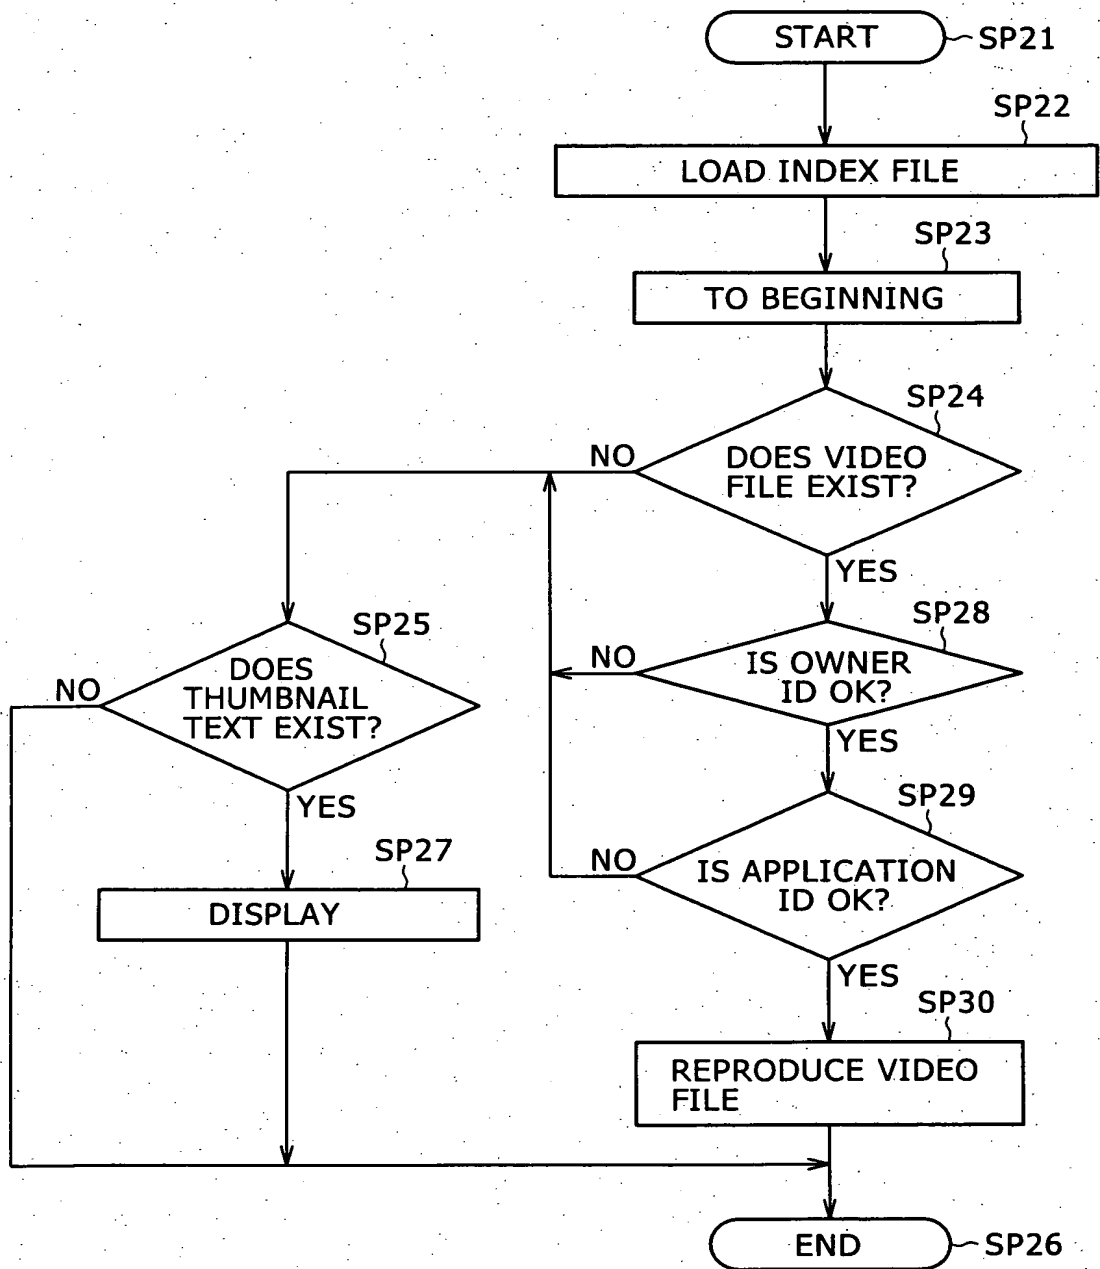 START
SP21
SP22
LOAD INDEX FILE
SP23
TO BEGINNING
SP24
NO
DOES VIDEO
FILE EXIST?
YES
SP25
SP28
DOES
THUMBNAIL
TEXT EXIST?
NO
NO
IS OWNER
ID OK?
YES
YES
SP29
SP27
NO
IS APPLICATION
ID OK?
DISPLAY
YES
SP30
REPRODUCE VIDEO
FILE
END
SP26